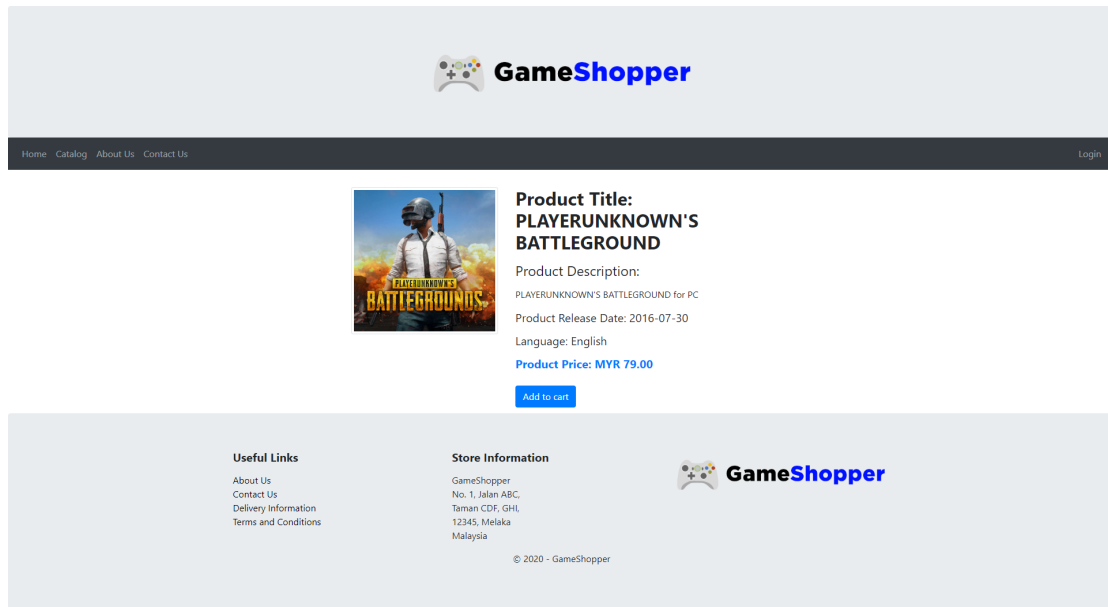 GameShopper
Home Catalog About Us Contact Us Login
PLAYERUNKNOWN'S
BATTLEGROUNDS
Product Title:
PLAYERUNKNOWN'S
BATTLEGROUND
Product Description:
PLAYERUNKNOWN'S BATTLEGROUND for PC
Product Release Date: 2016-07-30
Language: English
Product Price: MYR 79.00
Add to cart
Useful Links
About Us
Contact Us
Delivery Information
Terms and Conditions
Store Information
GameShopper
No. 1, Jalan ABC,
Taman CDF, GHI,
12345, Melaka
Malaysia
GameShopper
© 2020 - GameShopper